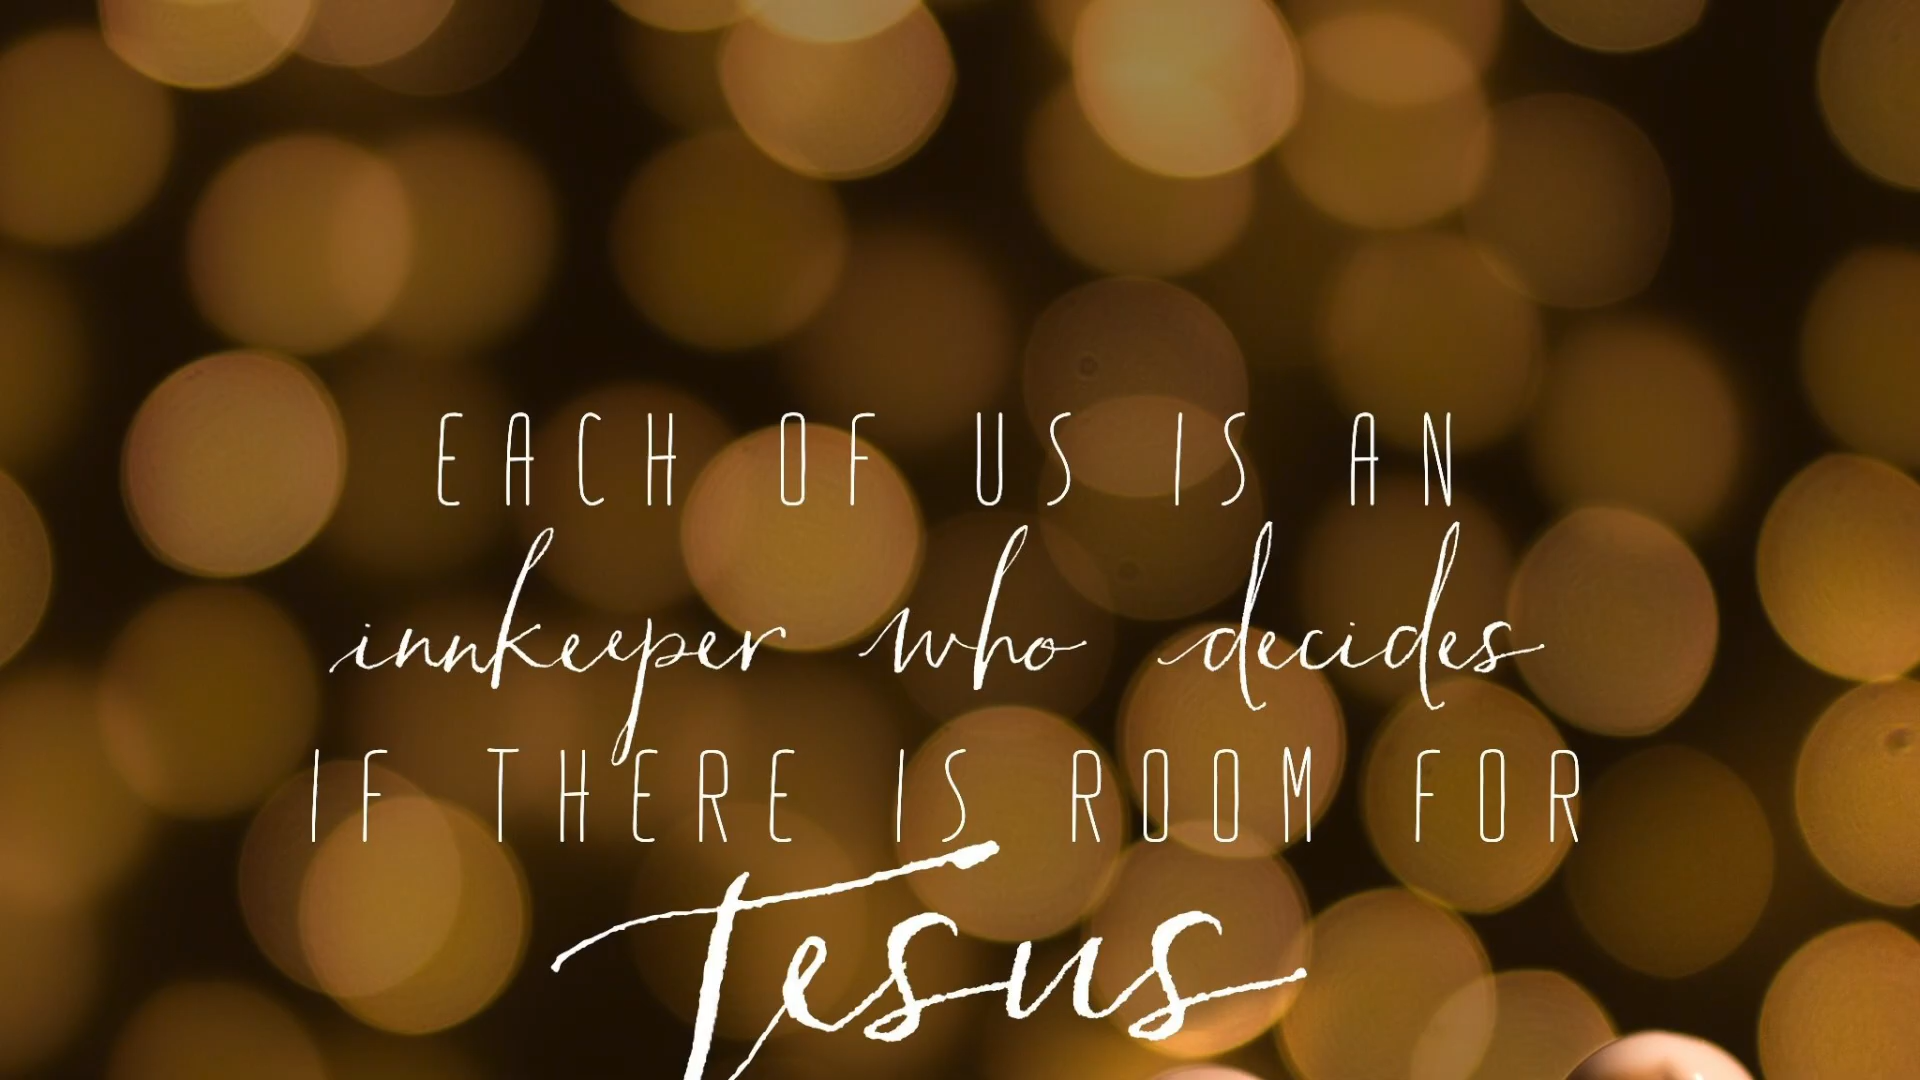 EACH OF US IS AN
innkeeper who decides
IF THERE IS ROOM FOR
Jesus